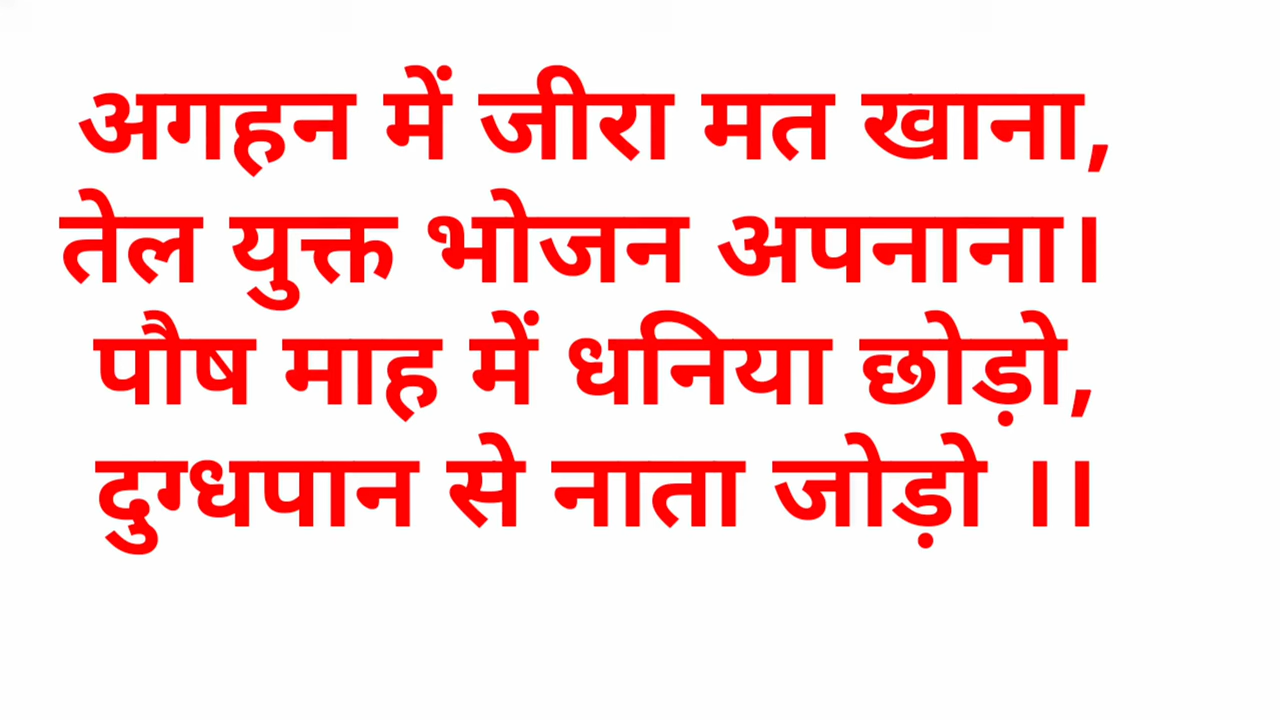 अगहन में जीरा मत खाना,
तेल युक्त भोजन अपनाना।
पौष माह में धनिया छोड़ो,
दुग्धपान से नाता जोड़ो ।।